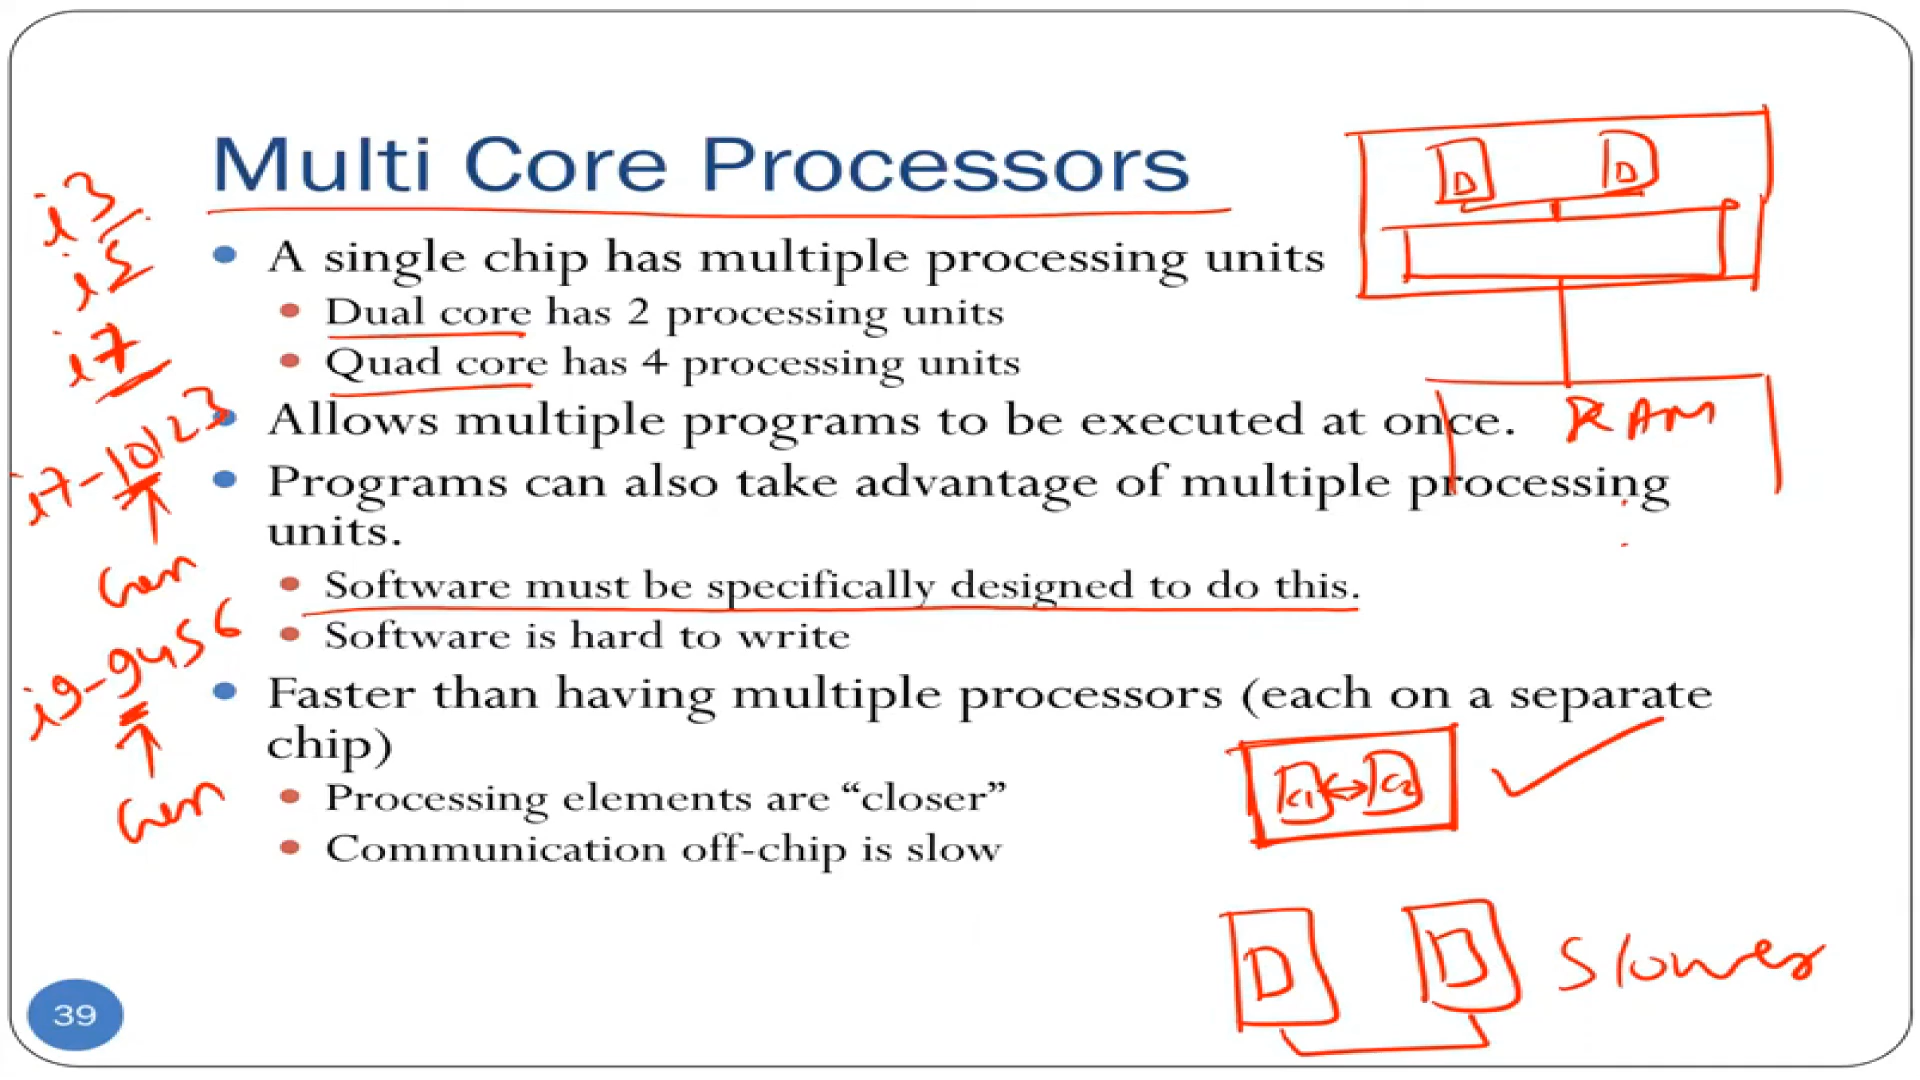 Multi Core Processors
A single chip has multiple processing units
Dual core has 2 processing units
Quad core has 4 processing units
Allows multiple programs to be executed at once.
Programs can also take advantage of multiple processing
units.
Software must be specifically designed to do this.
Software is hard to write
Faster than having multiple processors (each on a separate
chip)
Processing elements are “closer”
Communication off-chip is slow
39
i3
i5
i7
i7-10123
Gen
i9-9456
Gen
D D
RAM
C1 C2
D D Slower